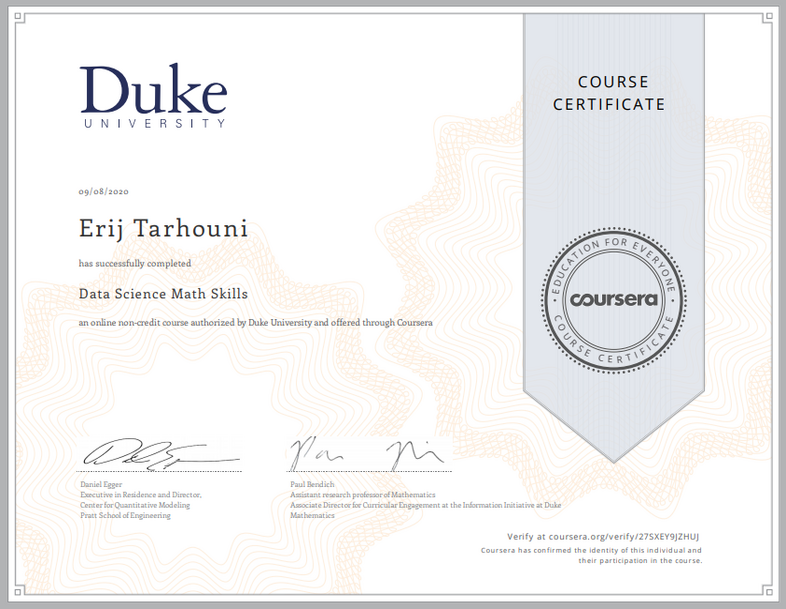 Duke
UNIVERSITY
COURSE
CERTIFICATE
09/08/2020
Erij Tarhouni
has successfully completed
Data Science Math Skills
an online non-credit course authorized by Duke University and offered through Coursera
EDUCATION FOR EVERYONE
coursera
COURSE CERTIFICATE
Daniel Egger
Executive in Residence and Director,
Center for Quantitative Modeling
Pratt School of Engineering
Paul Bendich
Assistant research professor of Mathematics
Associate Director for Curricular Engagement at the Information Initiative at Duke
Mathematics
Verify at coursera.org/verify/275XEY9JZHUJ
Coursera has confirmed the identity of this individual and
their participation in the course.